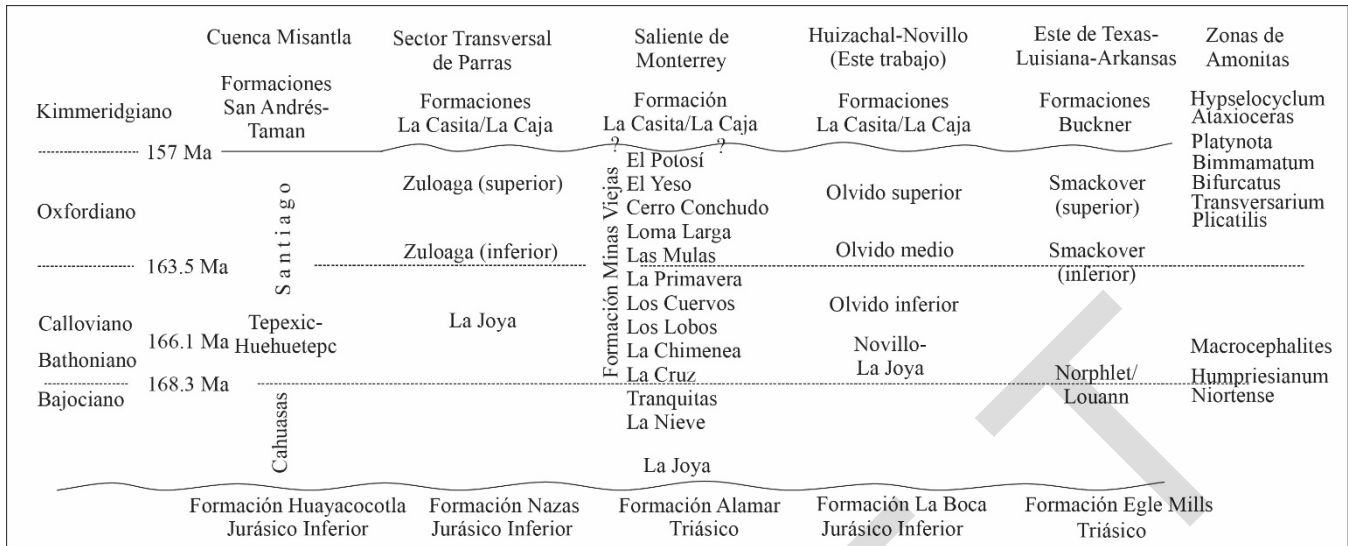 Cuenca Misantla
Sector Transversal
de Parras
Saliente de
Monterrey
Huizachal-Novillo
(Este trabajo)
Este de Texas-
Luisiana-Arkansas
Zonas de
Amonitas
Kimmeridgiano
Formaciones
San Andrés-
Taman
Formaciones
La Casita/La Caja
Formación
La Casita/La Caja
Formaciones
La Casita/La Caja
Formaciones
Buckner
Hypselocyclum
Ataxioceras
157 Ma
Platynota
Bimmamatum
Bifurcatus
Transversarium
Plicatilis
Oxfordiano
Santiago
Zuloaga (superior)
Zuloaga (inferior)
Formación Minas Viejas ?
?
El Potosí
El Yeso
Cerro Conchudo
Loma Larga
Las Mulas
La Primavera
Los Cuervos
Los Lobos
La Chimenea
La Cruz
Tranquitas
La Nieve
La Joya
Olvido superior
Olvido medio
Olvido inferior
Novillo-
La Joya
Smackover
(superior)
Smackover
(inferior)
163.5 Ma
Calloviano
166.1 Ma
Bathoniano
Tepexic-
Huehuetepc
La Joya
Macrocephalites
168.3 Ma
Bajociano
Cahuasas
Norphlet/
Louann
Humpriesianum
Niortense
Formación Huayacocotla
Jurásico Inferior
Formación Nazas
Jurásico Inferior
Formación Alamar
Triásico
Formación La Boca
Jurásico Inferior
Formación Egle Mills
Triásico